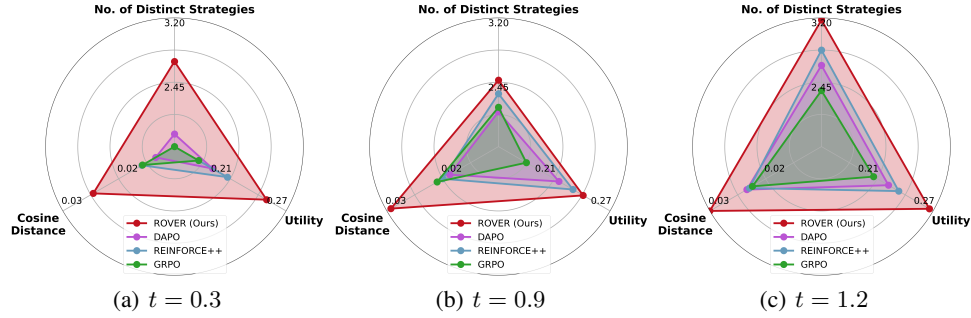 No. of Distinct Strategies
3.20
2.45
0.02
0.21
0.03
0.27
Cosine
Distance
Utility
ROVER (Ours)
DAPO
REINFORCE++
GRPO
(a) t = 0.3
No. of Distinct Strategies
3.20
2.45
0.02
0.21
0.03
0.27
Cosine
Distance
Utility
ROVER (Ours)
DAPO
REINFORCE++
GRPO
(b) t = 0.9
No. of Distinct Strategies
3.20
2.45
0.02
0.21
0.03
0.27
Cosine
Distance
Utility
ROVER (Ours)
DAPO
REINFORCE++
GRPO
(c) t = 1.2